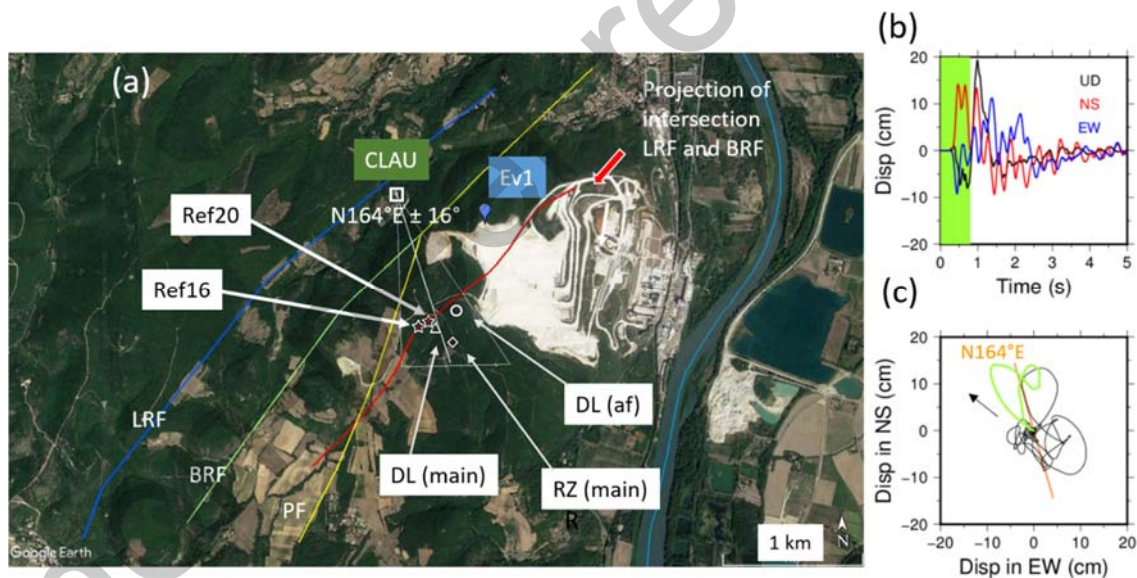 (a)
CLAU
Ev1
N164°E ± 16°
Projection of
intersection
LRF and BRF
Ref20
Ref16
LRF
BRF
PF
DL (main)
RZ (main)
R
DL (af)
1 km
N
Google Earth
(b)
Disp (cm)
20
10
0
-10
-20
UD
NS
EW
0 1 2 3 4 5
Time (s)
(c)
Disp in NS (cm)
20
10
0
-10
-20
N164°E
-20 -10 0 10 20
Disp in EW (cm)